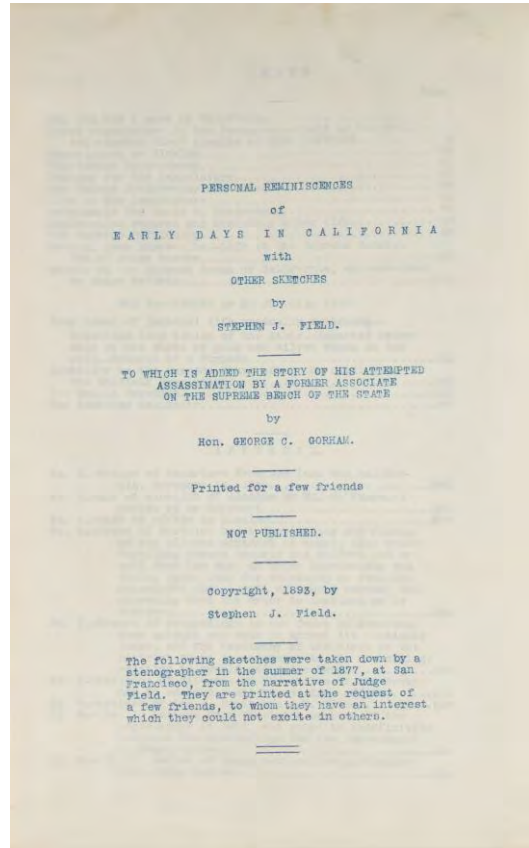 PERSONAL REMINISCENCES
of
EARLY DAYS IN CALIFORNIA
with
OTHER SKETCHES
by
STEPHEN J. FIELD.
TO WHICH IS ADDED THE STORY OF HIS ATTEMPTED
ASSASSINATION BY A FORMER ASSOCIATE
ON THE SUPREME BENCH OF THE STATE
by
Hon. GEORGE C. GORHAM.
Printed for a few friends
NOT PUBLISHED.
Copyright, 1893, by
Stephen J. Field.
The following sketches were taken down by a
stenographer in the summer of 1877, at San
Francisco, from the narrative of Judge
Field. They are printed at the request of
a few friends, to whom they have an interest
which they could not excite in others.